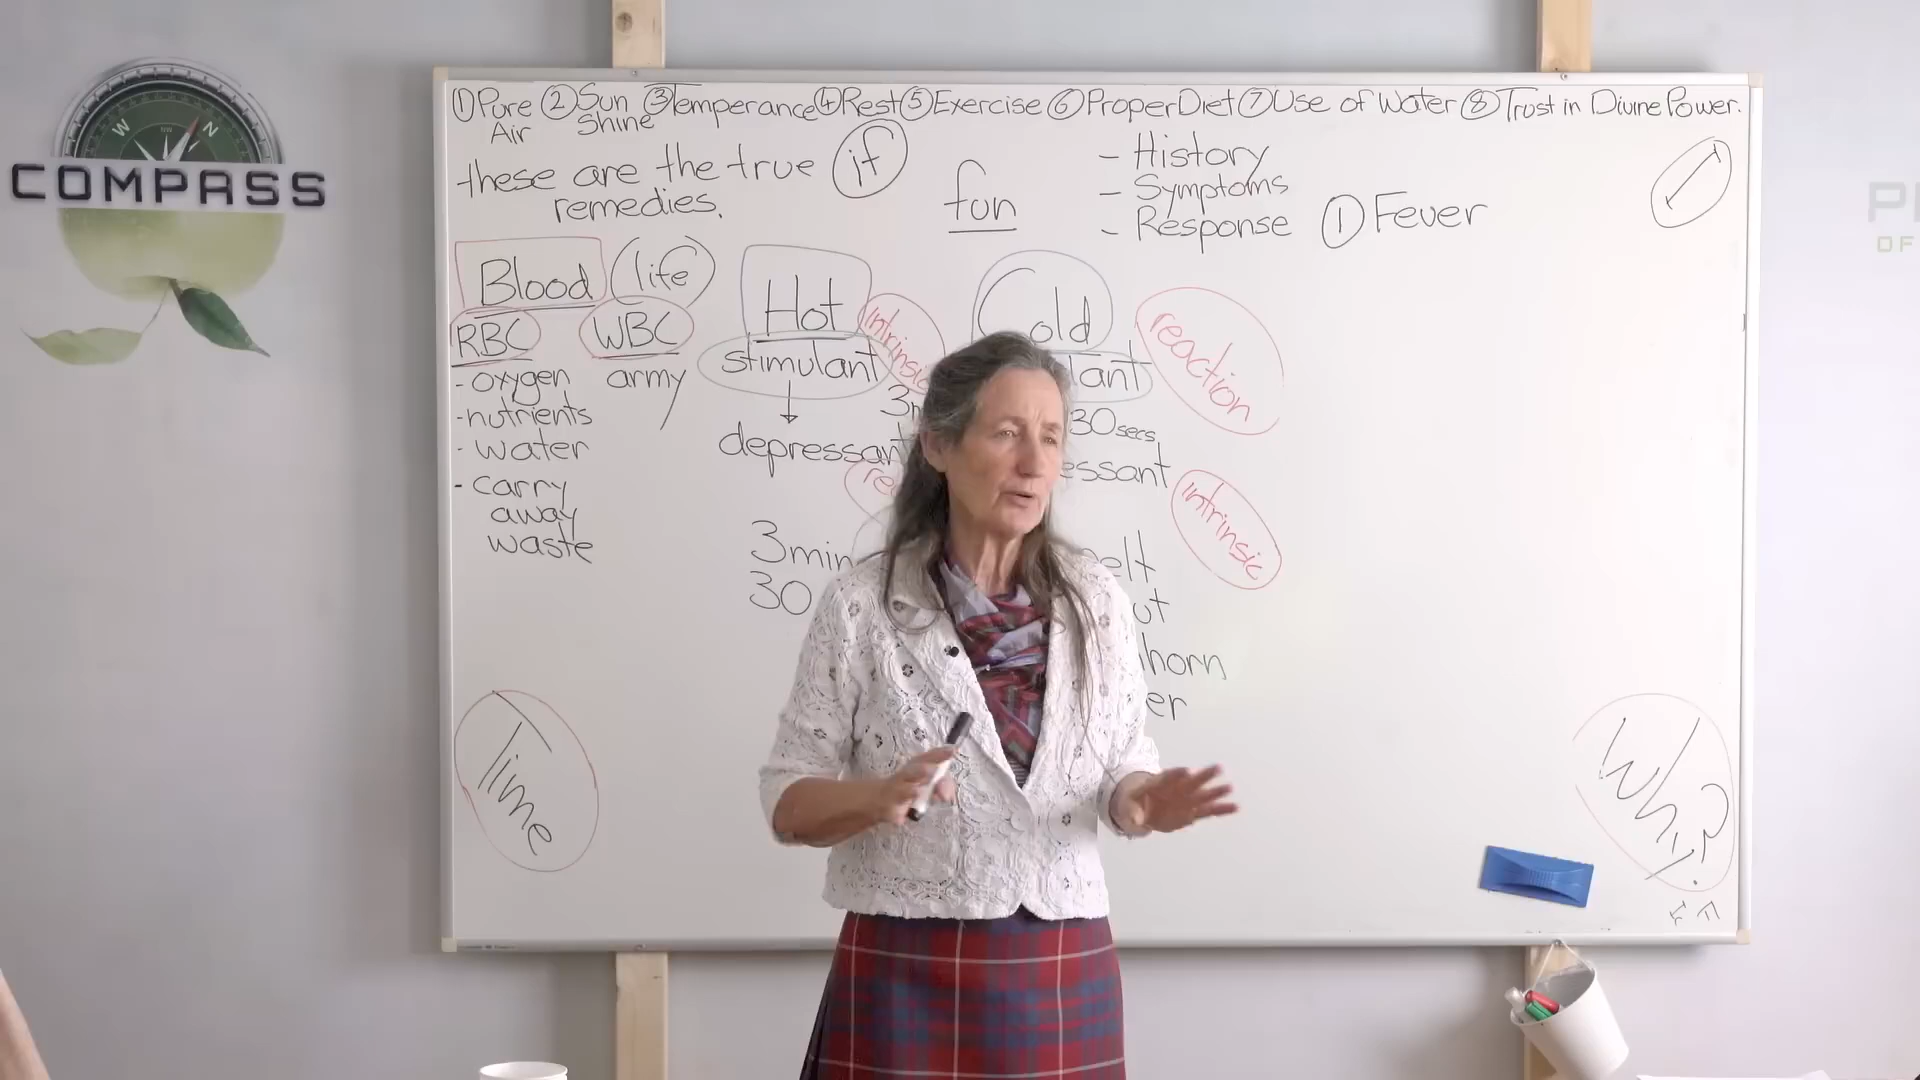 COMPASS
W
N
① Pure Air ② Sun Shine ③ Temperance ④ Rest ⑤ Exercise ⑥ Proper Diet ⑦ Use of Water ⑧ Trust in Divine Power.
these are the true
remedies.
if
fun
- History
- Symptoms
- Response
① Fever
Blood
life
RBC
- oxygen
- nutrients
- water
- carry
away
waste
WBC
army
Hot
intrinsic
stimulant
depressant
3min
30
Cold
reaction
30secs
intrinsic
Time
Why?